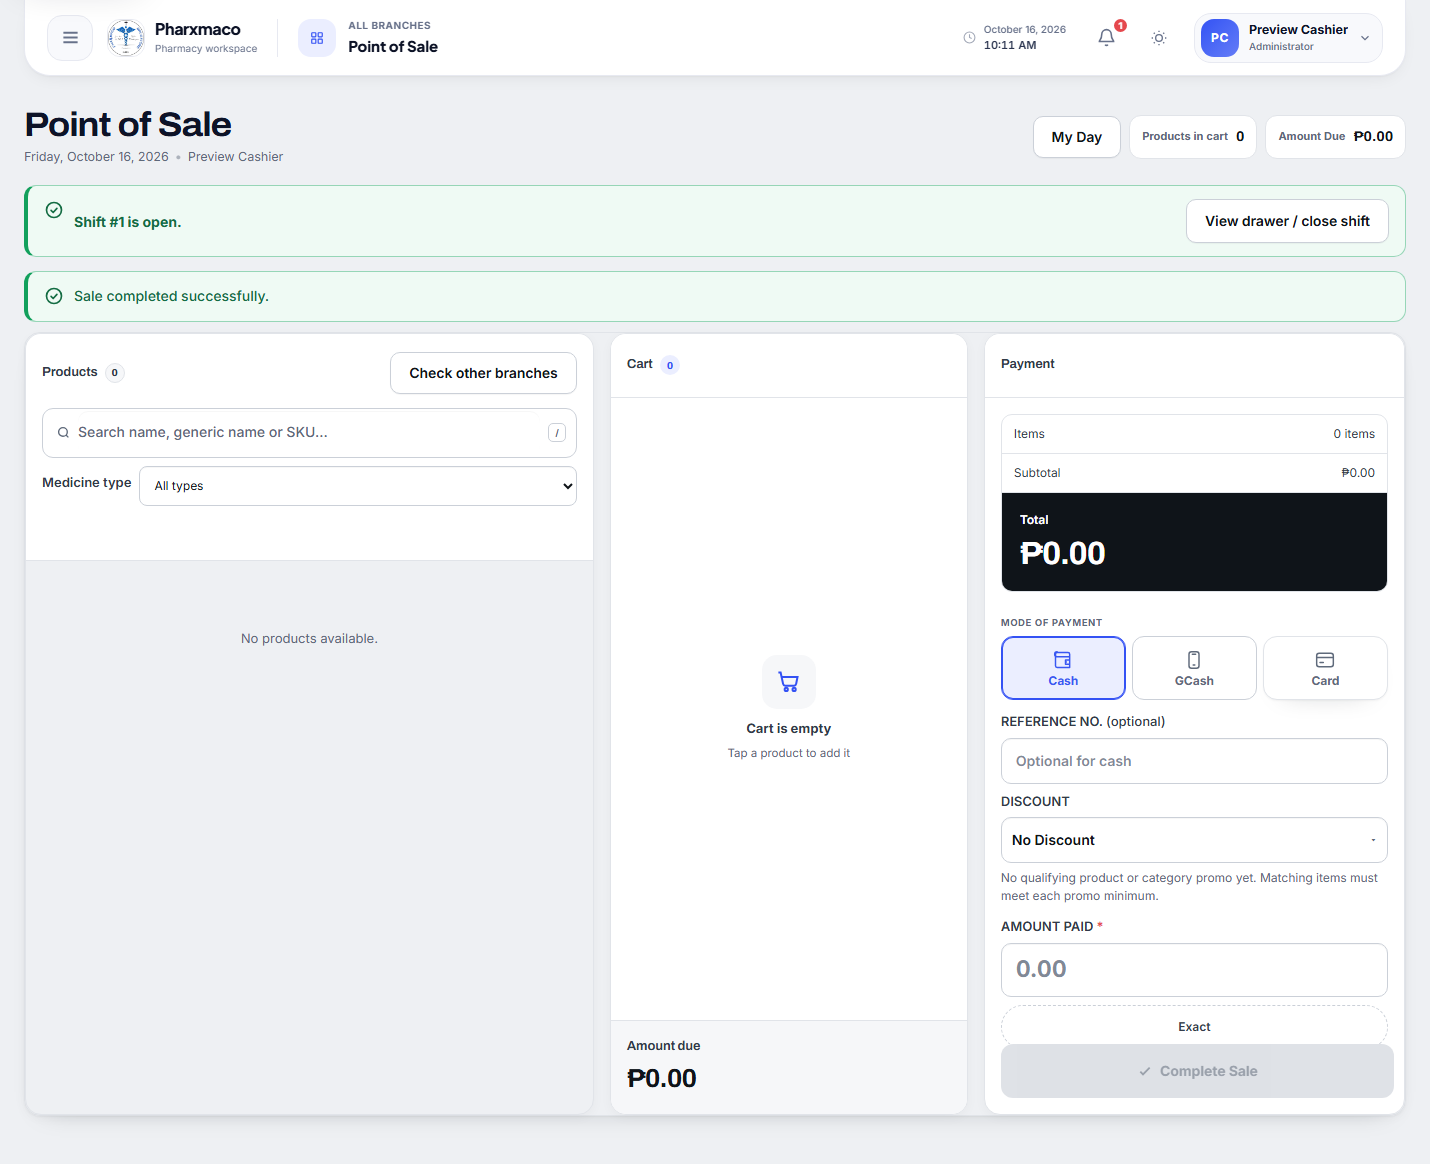 Pharxmaco
Pharmacy workspace
ALL BRANCHES
Point of Sale
October 16, 2026
10:11 AM
1
PC
Preview Cashier
Administrator
Point of Sale
Friday, October 16, 2026 • Preview Cashier
My Day
Products in cart 0
Amount Due ₱0.00
Shift #1 is open.
View drawer / close shift
Sale completed successfully.
Products 0
Check other branches
Search name, generic name or SKU...
/
Medicine type
All types
No products available.
Cart 0
Cart is empty
Tap a product to add it
Amount due
₱0.00
Payment
Items 0 items
Subtotal ₱0.00
Total
₱0.00
MODE OF PAYMENT
Cash
GCash
Card
REFERENCE NO. (optional)
Optional for cash
DISCOUNT
No Discount
No qualifying product or category promo yet. Matching items must
meet each promo minimum.
AMOUNT PAID *
0.00
Exact
Complete Sale